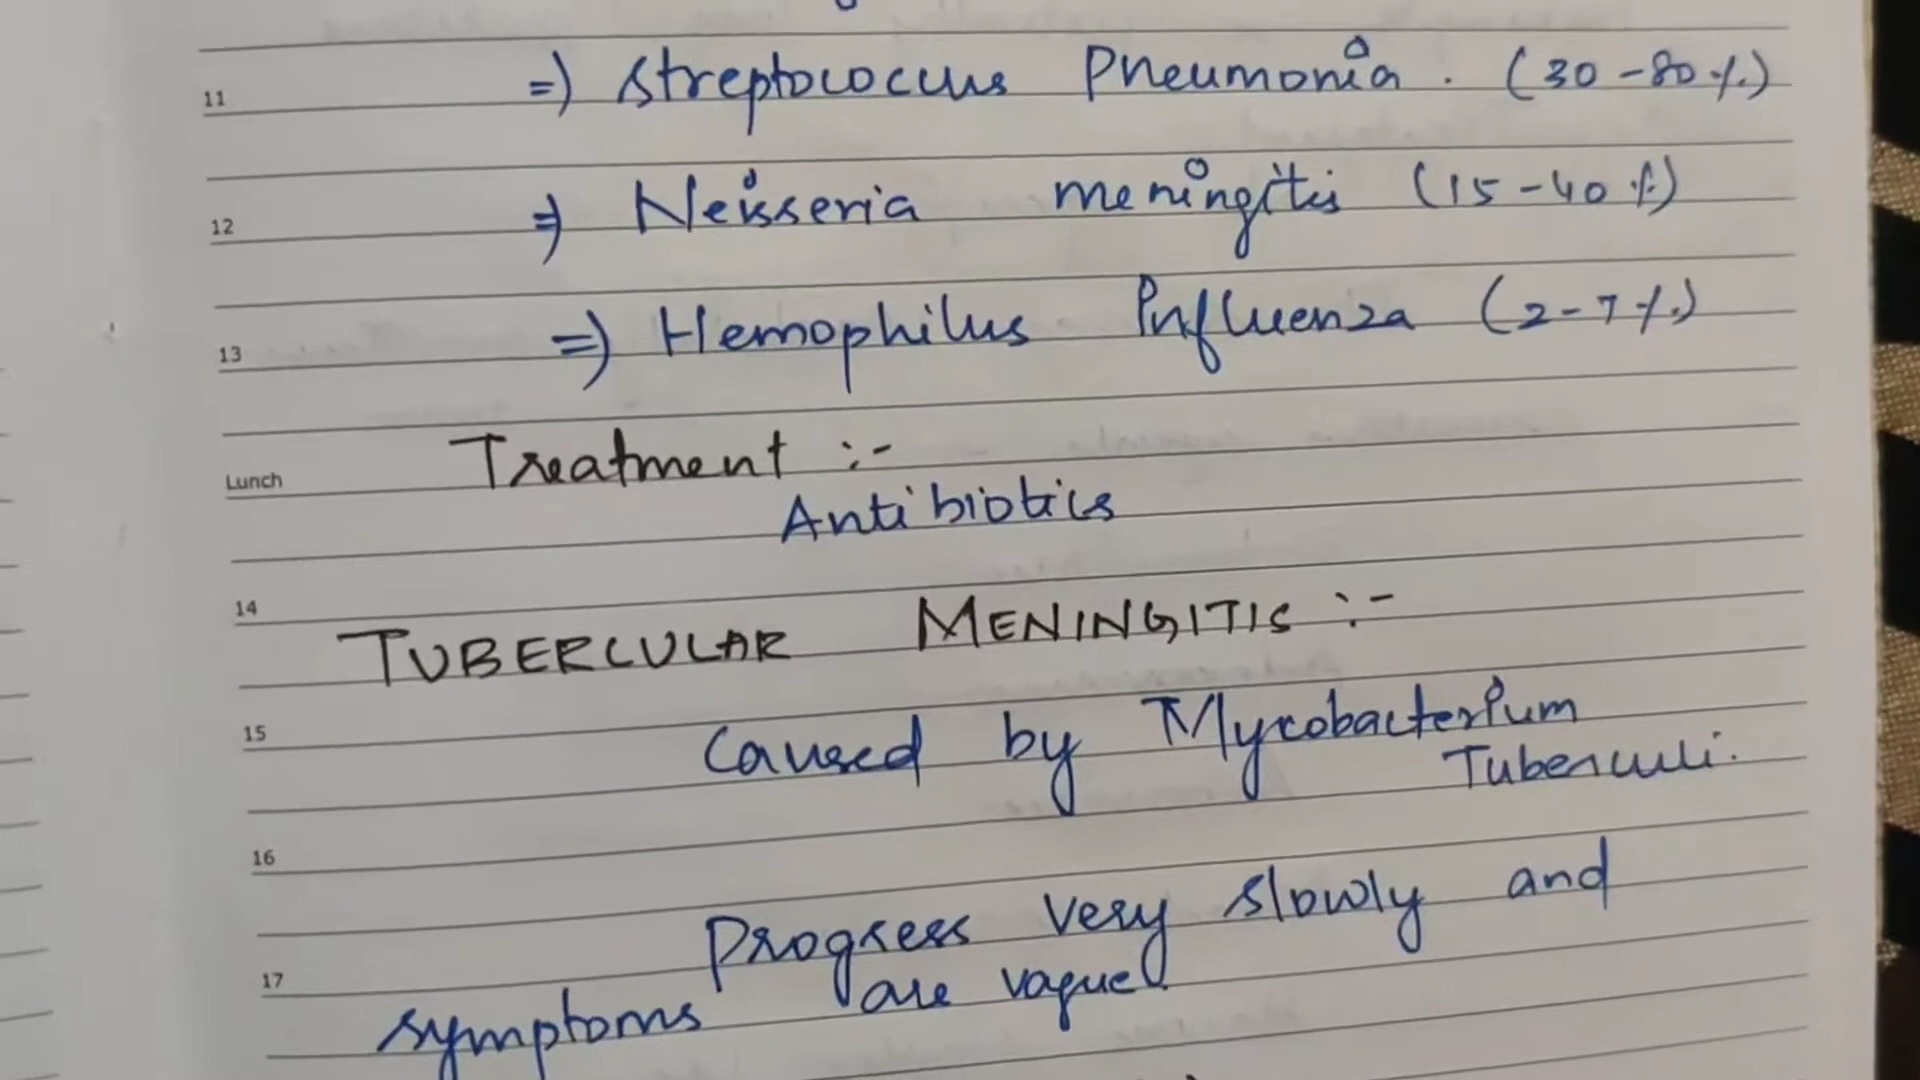 11 => Streptococcus Pneumonia. (30-80%)
12 => Neisseria meningitis (15-40%)
13 => Hemophilus Influenza (2-7%)
Lunch Treatment :-
Antibiotics
14
TUBERCULAR MENINGITIS :-
15 Caused by Mycobacterium
Tuberculi.
16
Progress very slowly and
17 symptoms are vague.